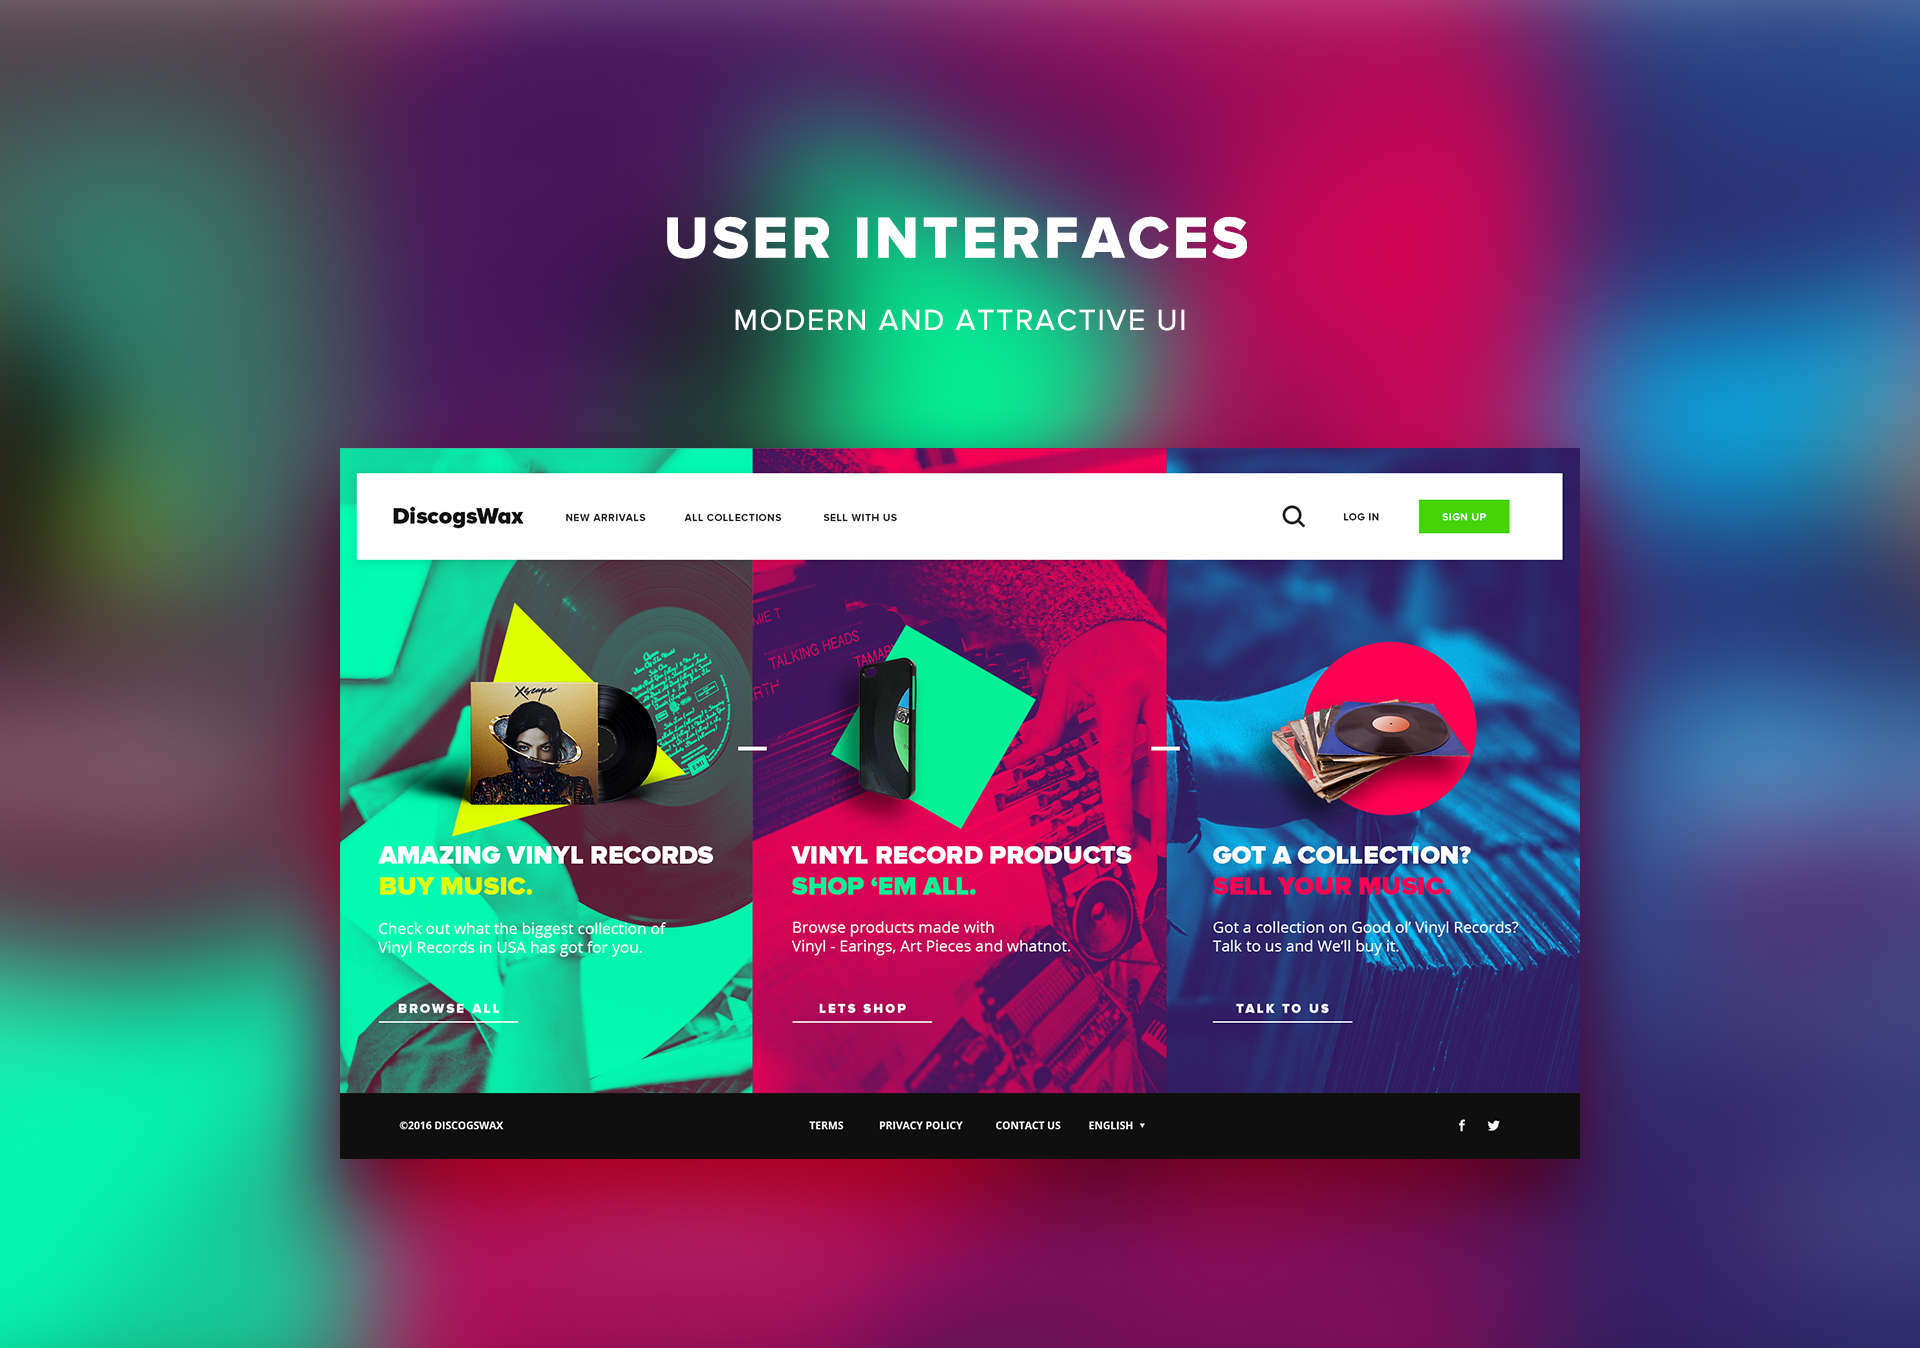 USER INTERFACES
MODERN AND ATTRACTIVE UI
DiscogsWax
NEW ARRIVALS
ALL COLLECTIONS
SELL WITH US
LOG IN
SIGN UP
Xscape
EMI
TALKING HEADS
AMAZING VINYL RECORDS
BUY MUSIC.
Check out what the biggest collection of
Vinyl Records in USA has got for you.
BROWSE ALL
VINYL RECORD PRODUCTS
SHOP ‘EM ALL.
Browse products made with
Vinyl - Earings, Art Pieces and whatnot.
LETS SHOP
GOT A COLLECTION?
SELL YOUR MUSIC.
Got a collection on Good ol’ Vinyl Records?
Talk to us and We’ll buy it.
TALK TO US
©2016 DISCOGSWAX
TERMS
PRIVACY POLICY
CONTACT US
ENGLISH ▾